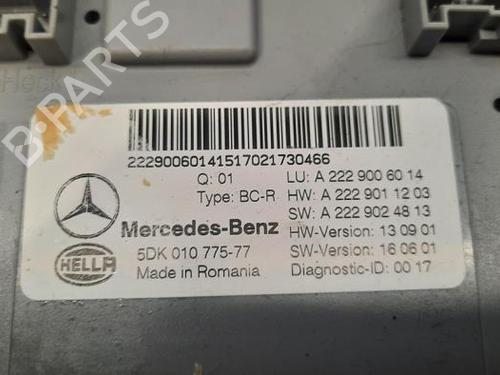 Heck
B-PARTS
22290060141517021730466
Q: 01
LU: A 222 900 60 14
Type: BC-R
HW: A 222 901 12 03
SW: A 222 902 48 13
Mercedes-Benz
HW-Version: 13 09 01
5DK 010 775-77
SW-Version: 16 06 01
HELLA
Made in Romania
Diagnostic-ID: 00 17